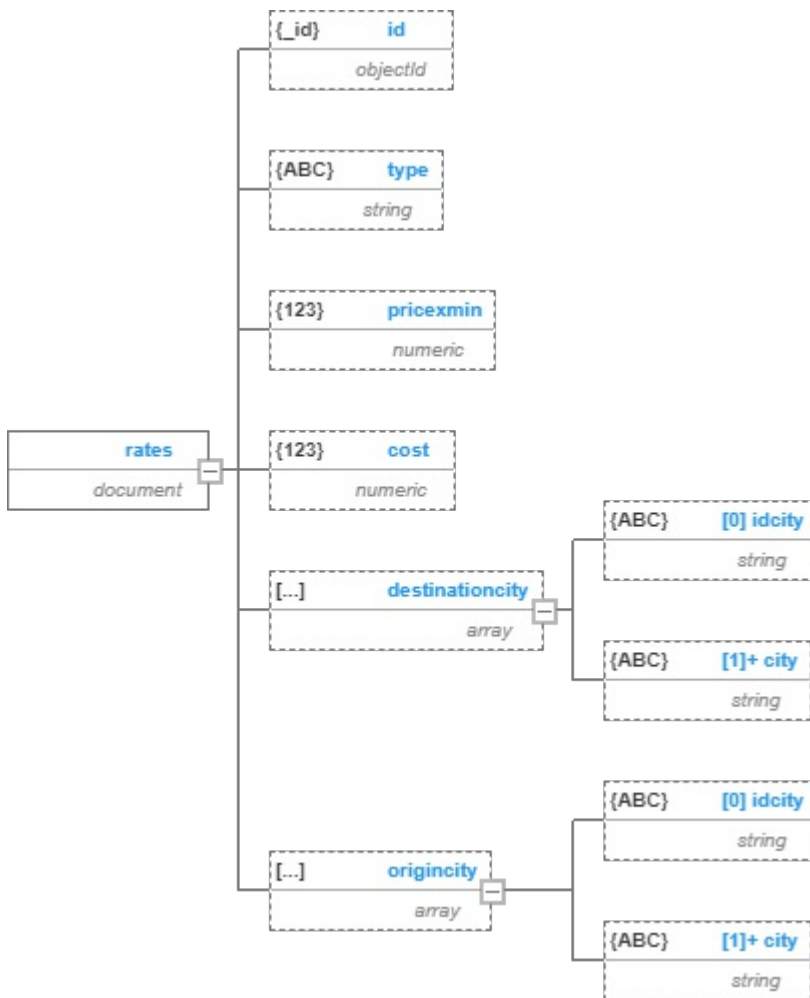 {_id} id
objectId
{ABC} type
string
{123} pricexmin
numeric
rates
document
{123} cost
numeric
[...] destinationcity
array
{ABC} [0] idcity
string
{ABC} [1]+ city
string
[...] origincity
array
{ABC} [0] idcity
string
{ABC} [1]+ city
string